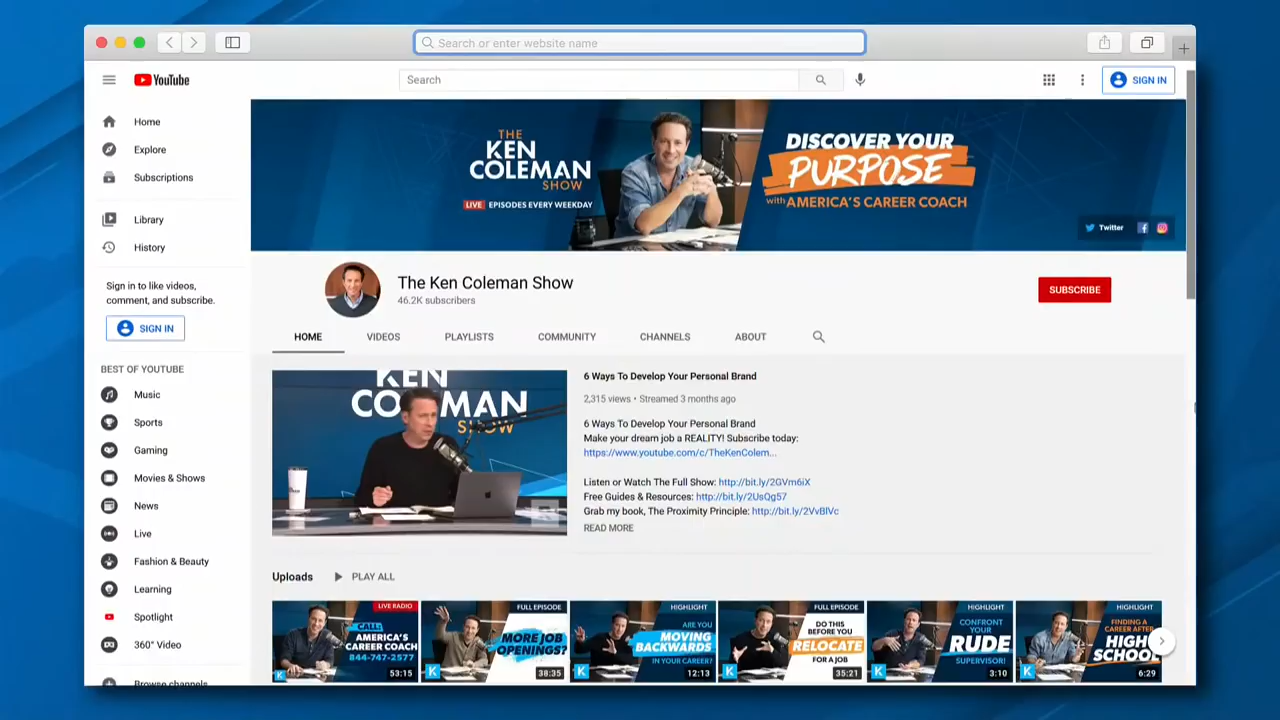 Search or enter website name
YouTube
Search
SIGN IN
Home
Explore
Subscriptions
Library
History
Sign in to like videos,
comment, and subscribe.
SIGN IN
BEST OF YOUTUBE
Music
Sports
Gaming
Movies & Shows
News
Live
Fashion & Beauty
Learning
Spotlight
360° Video
Browse channels
THE
KEN
COLEMAN
SHOW
LIVE EPISODES EVERY WEEKDAY
DISCOVER YOUR
PURPOSE
with AMERICA'S CAREER COACH
Twitter
The Ken Coleman Show
46.2K subscribers
SUBSCRIBE
HOME VIDEOS PLAYLISTS COMMUNITY CHANNELS ABOUT
KEN
COLEMAN
SHOW
6 Ways To Develop Your Personal Brand
2,315 views • Streamed 3 months ago
6 Ways To Develop Your Personal Brand
Make your dream job a REALITY! Subscribe today:
https://www.youtube.com/c/TheKenColem...
Listen or Watch The Full Show: http://bit.ly/2GVm6iX
Free Guides & Resources: http://bit.ly/2UsQg57
Grab my book, The Proximity Principle: http://bit.ly/2VvBlVc
READ MORE
Uploads PLAY ALL
LIVE RADIO
CALL:
AMERICA'S
CAREER COACH
844-747-2577
K
53:15
FULL EPISODE
MORE JOB
OPENINGS?
K
38:35
HIGHLIGHT
ARE YOU
MOVING
BACKWARDS
IN YOUR CAREER?
K
12:13
FULL EPISODE
DO THIS
BEFORE YOU
RELOCATE
FOR A JOB
K
35:21
HIGHLIGHT
CONFRONT
YOUR
RUDE
SUPERVISOR!
K
3:10
HIGHLIGHT
FINDING A
CAREER AFTER
HIGH
SCHOOL
K
6:29